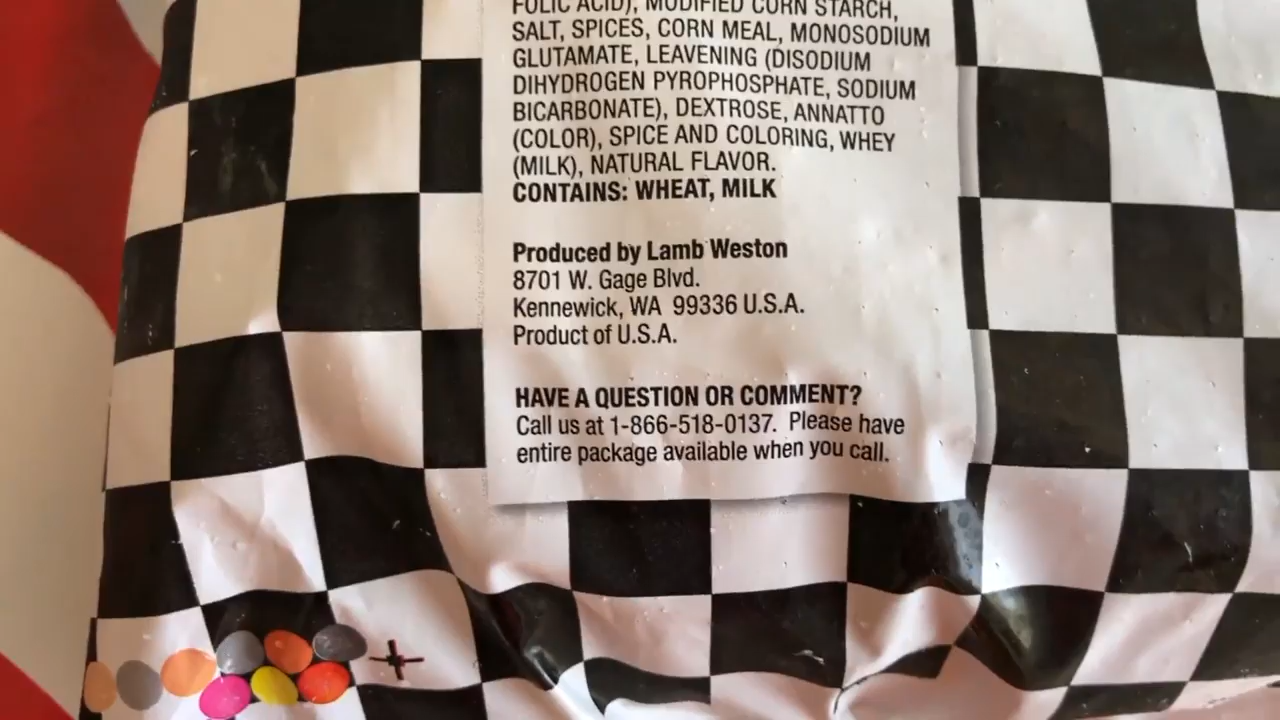 FOLIC ACID), MODIFIED CORN STARCH,
SALT, SPICES, CORN MEAL, MONOSODIUM
GLUTAMATE, LEAVENING (DISODIUM
DIHYDROGEN PYROPHOSPHATE, SODIUM
BICARBONATE), DEXTROSE, ANNATTO
(COLOR), SPICE AND COLORING, WHEY
(MILK), NATURAL FLAVOR.
CONTAINS: WHEAT, MILK
Produced by Lamb Weston
8701 W. Gage Blvd.
Kennewick, WA 99336 U.S.A.
Product of U.S.A.
HAVE A QUESTION OR COMMENT?
Call us at 1-866-518-0137. Please have
entire package available when you call.